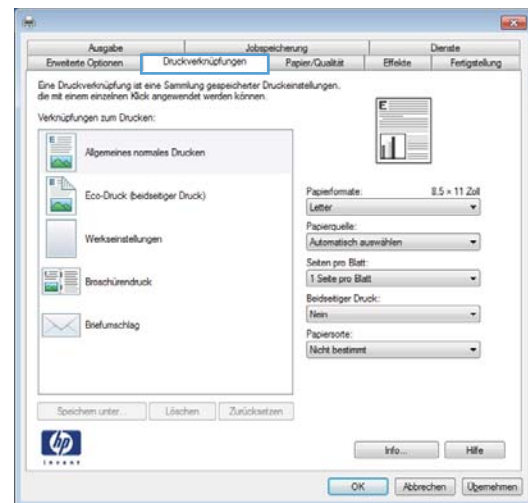 Ausgabe
Jobspeicherung
Dienste
Erweiterte Optionen
Druckverknüpfungen
Papier/Qualität
Effekte
Fertigstellung
Eine Druckverknüpfung ist eine Sammlung gespeicherter Druckeinstellungen,
die mit einem einzelnen Klick angewendet werden können.
Verknüpfungen zum Drucken:
Allgemeines normales Drucken
Eco-Druck (beidseitiger Druck)
Werkseinstellungen
Broschürendruck
Briefumschlag
E
Papierformate:
8.5 × 11 Zoll
Letter
Papierquelle:
Automatisch auswählen
Seiten pro Blatt:
1 Seite pro Blatt
Beidseitiger Druck:
Nein
Papiersorte:
Nicht bestimmt
Speichern unter...
Löschen
Zurücksetzen
hp
invent
Info...
Hilfe
OK
Abbrechen
Übernehmen